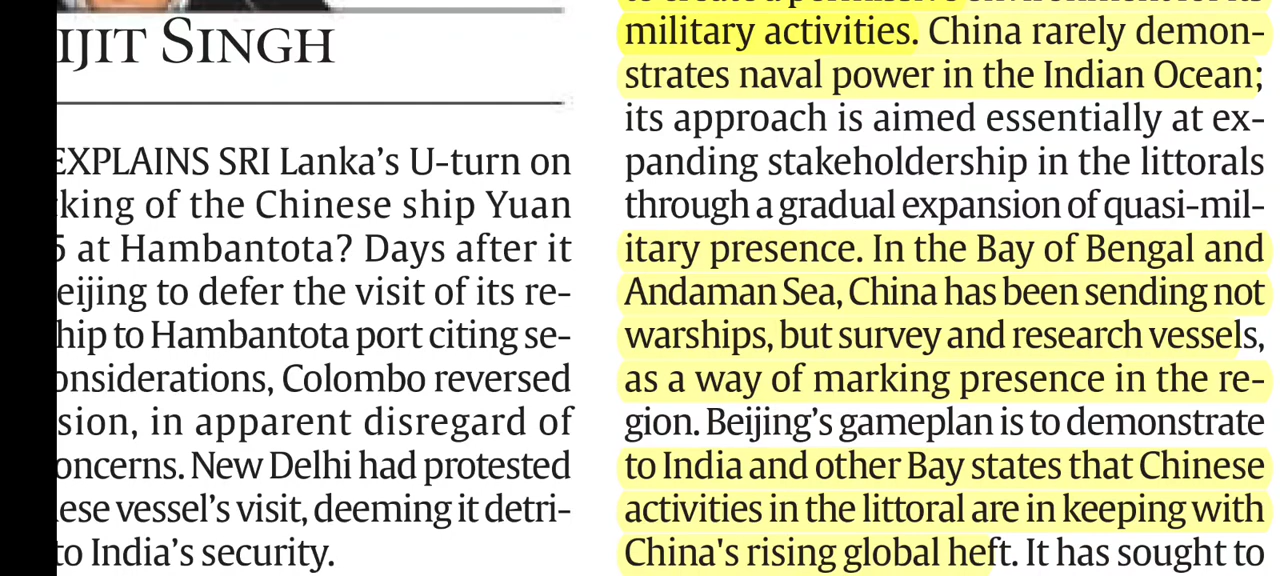 IJIT SINGH
EXPLAINS SRI Lanka's U-turn on
king of the Chinese ship Yuan
5 at Hambantota? Days after it
eijing to defer the visit of its re-
hip to Hambantota port citing se-
onsiderations, Colombo reversed
sion, in apparent disregard of
oncerns. New Delhi had protested
ese vessel's visit, deeming it detri-
to India's security.
military activities. China rarely demon-
strates naval power in the Indian Ocean;
its approach is aimed essentially at ex-
panding stakeholdership in the littorals
through a gradual expansion of quasi-mil-
itary presence. In the Bay of Bengal and
Andaman Sea, China has been sending not
warships, but survey and research vessels,
as a way of marking presence in the re-
gion. Beijing's gameplan is to demonstrate
to India and other Bay states that Chinese
activities in the littoral are in keeping with
China's rising global heft. It has sought to